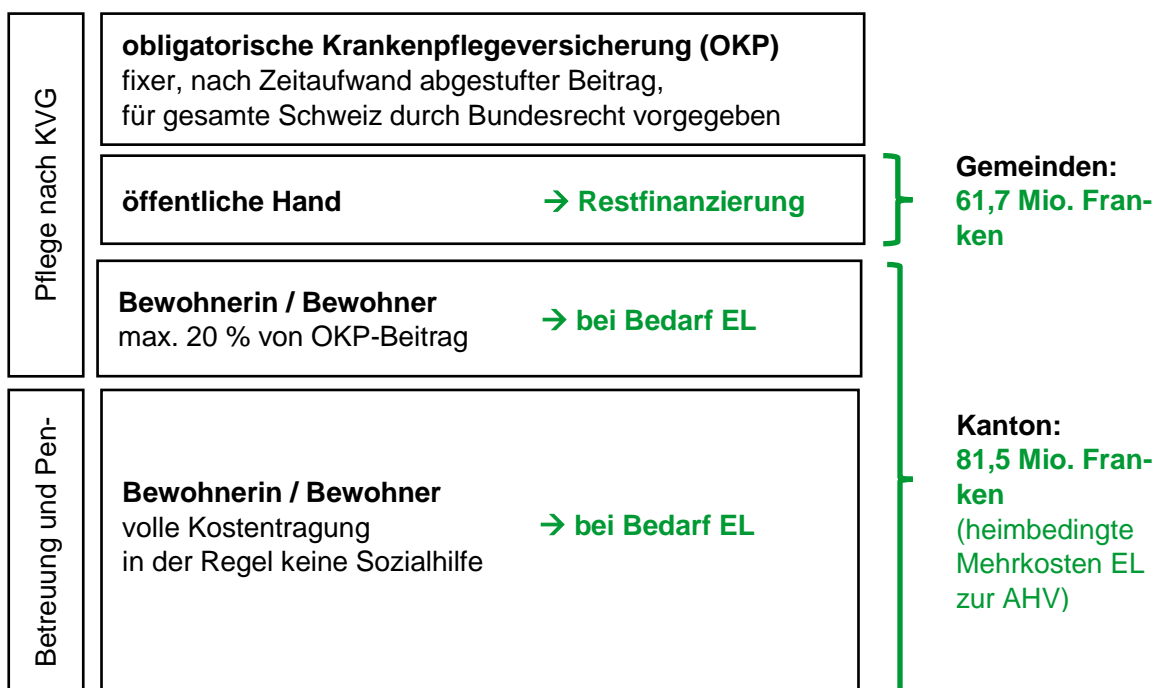 Pflege nach KVG
obligatorische Krankenpflegeversicherung (OKP)
fixer, nach Zeitaufwand abgestufter Beitrag,
für gesamte Schweiz durch Bundesrecht vorgegeben
öffentliche Hand → Restfinanzierung
Gemeinden:
61,7 Mio. Fran-
ken
Bewohnerin / Bewohner
max. 20 % von OKP-Beitrag
→ bei Bedarf EL
Betreuung und Pen-
Bewohnerin / Bewohner
volle Kostentragung
in der Regel keine Sozialhilfe
→ bei Bedarf EL
Kanton:
81,5 Mio. Fran-
ken
(heimbedingte
Mehrkosten EL
zur AHV)